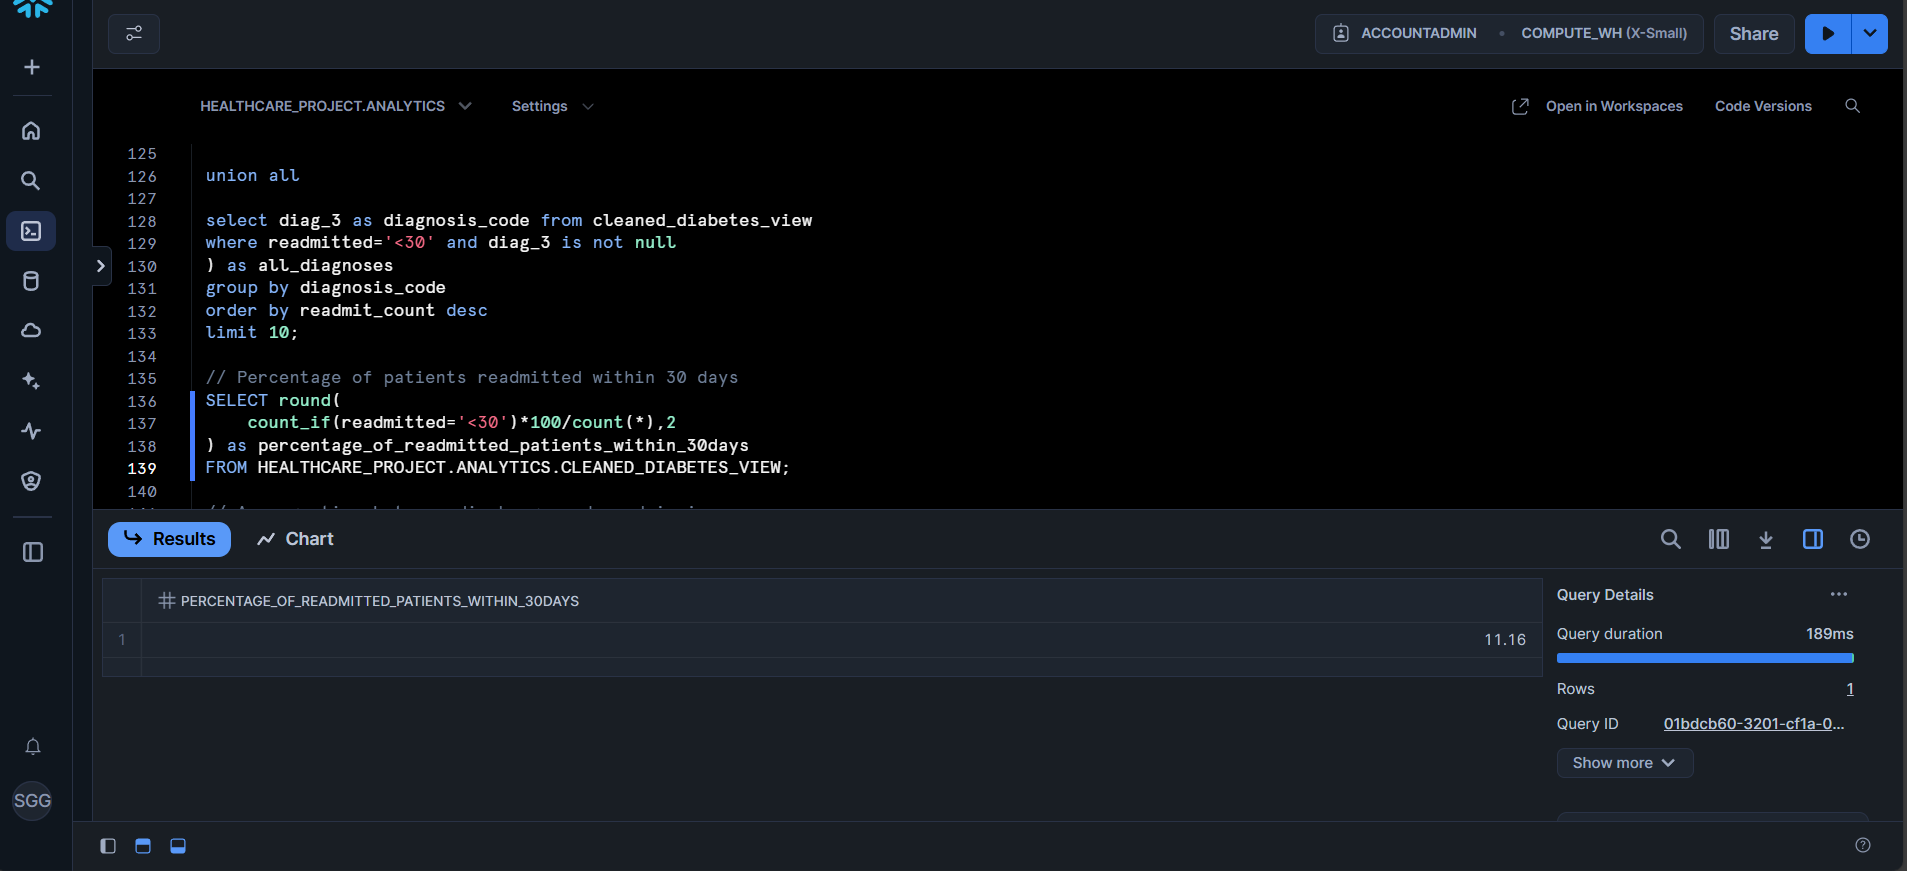 ACCOUNTADMIN • COMPUTE_WH (X-Small)
Share
HEALTHCARE_PROJECT.ANALYTICS
Settings
Open in Workspaces
Code Versions
125
126 union all
127
128 select diag_3 as diagnosis_code from cleaned_diabetes_view
129 where readmitted='<30' and diag_3 is not null
130 ) as all_diagnoses
131 group by diagnosis_code
132 order by readmit_count desc
133 limit 10;
134
135 // Percentage of patients readmitted within 30 days
136 SELECT round(
137 count_if(readmitted='<30')*100/count(*),2
138 ) as percentage_of_readmitted_patients_within_30days
139 FROM HEALTHCARE_PROJECT.ANALYTICS.CLEANED_DIABETES_VIEW;
140
Results
Chart
PERCENTAGE_OF_READMITTED_PATIENTS_WITHIN_30DAYS
1 11.16
Query Details
...
Query duration 189ms
Rows 1
Query ID 01bdcb60-3201-cf1a-0...
Show more
SGG